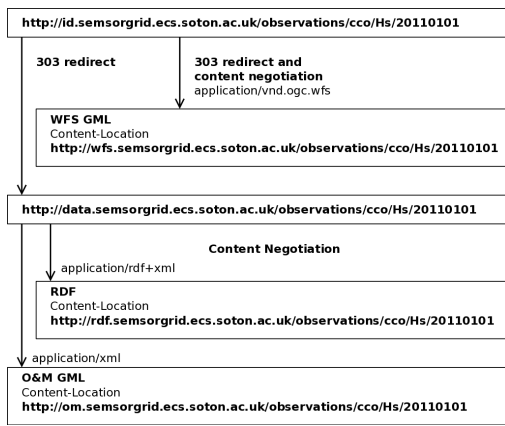 http://id.semsorgrid.ecs.soton.ac.uk/observations/cco/Hs/20110101
303 redirect
303 redirect and
content negotiation
application/vnd.ogc.wfs
WFS GML
Content-Location
http://wfs.semsorgrid.ecs.soton.ac.uk/observations/cco/Hs/20110101
http://data.semsorgrid.ecs.soton.ac.uk/observations/cco/Hs/20110101
Content Negotiation
application/rdf+xml
RDF
Content-Location
http://rdf.semsorgrid.ecs.soton.ac.uk/observations/cco/Hs/20110101
application/xml
O&M GML
Content-Location
http://om.semsorgrid.ecs.soton.ac.uk/observations/cco/Hs/20110101